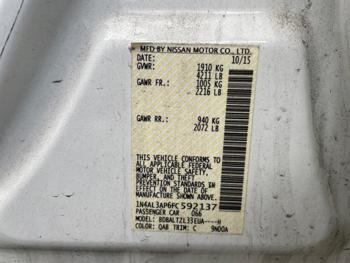 MFD BY NISSAN MOTOR CO., LTD.
DATE: 10/15
GVWR: 1910 KG
4211 LB
GAWR FR.: 1005 KG
2216 LB
GAWR RR.: 940 KG
2072 LB
THIS VEHICLE CONFORMS TO
ALL APPLICABLE FEDERAL
MOTOR VEHICLE SAFETY,
BUMPER, AND THEFT
PREVENTION STANDARDS IN
EFFECT ON THE DATE OF
MANUFACTURE SHOWN ABOVE.
1N4AL3AP6FC592137
PASSENGER CAR 066
MODEL: BDBALTZL33EUA----H
COLOR: QAB TRIM: C 9N00A